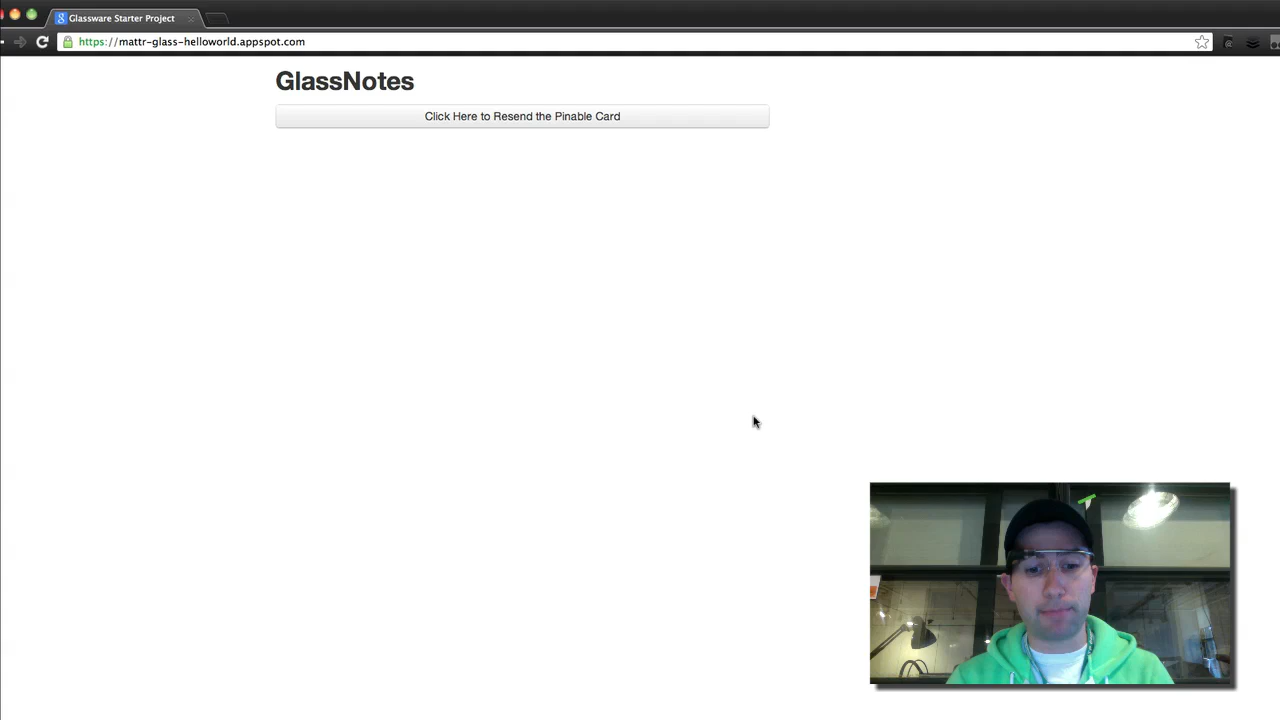 Glassware Starter Project
https://mattr-glass-helloworld.appspot.com
GlassNotes
Click Here to Resend the Pinable Card